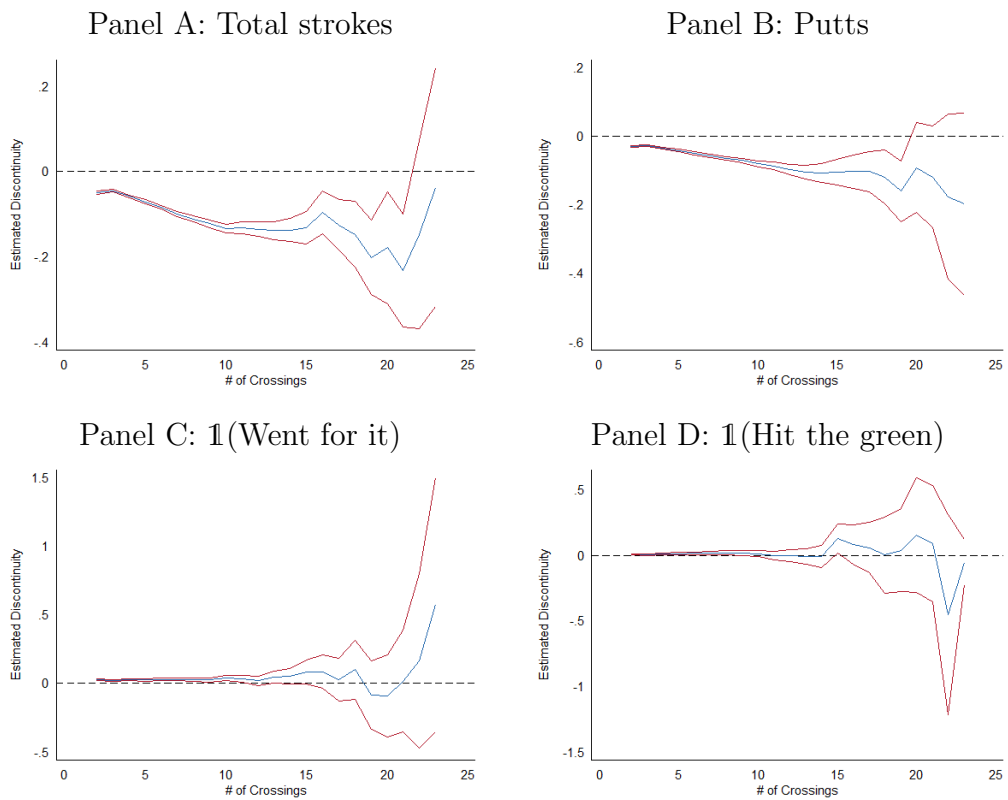 Panel A: Total strokes
.2
0
-.2
-.4
Estimated Discontinuity
0 5 10 15 20 25
# of Crossings
Panel B: Putts
.2
0
-.2
-.4
-.6
Estimated Discontinuity
0 5 10 15 20 25
# of Crossings
Panel C: 𝟙(Went for it)
1.5
1
.5
0
-.5
Estimated Discontinuity
0 5 10 15 20 25
# of Crossings
Panel D: 𝟙(Hit the green)
.5
0
-.5
-1
-1.5
Estimated Discontinuity
0 5 10 15 20 25
# of Crossings